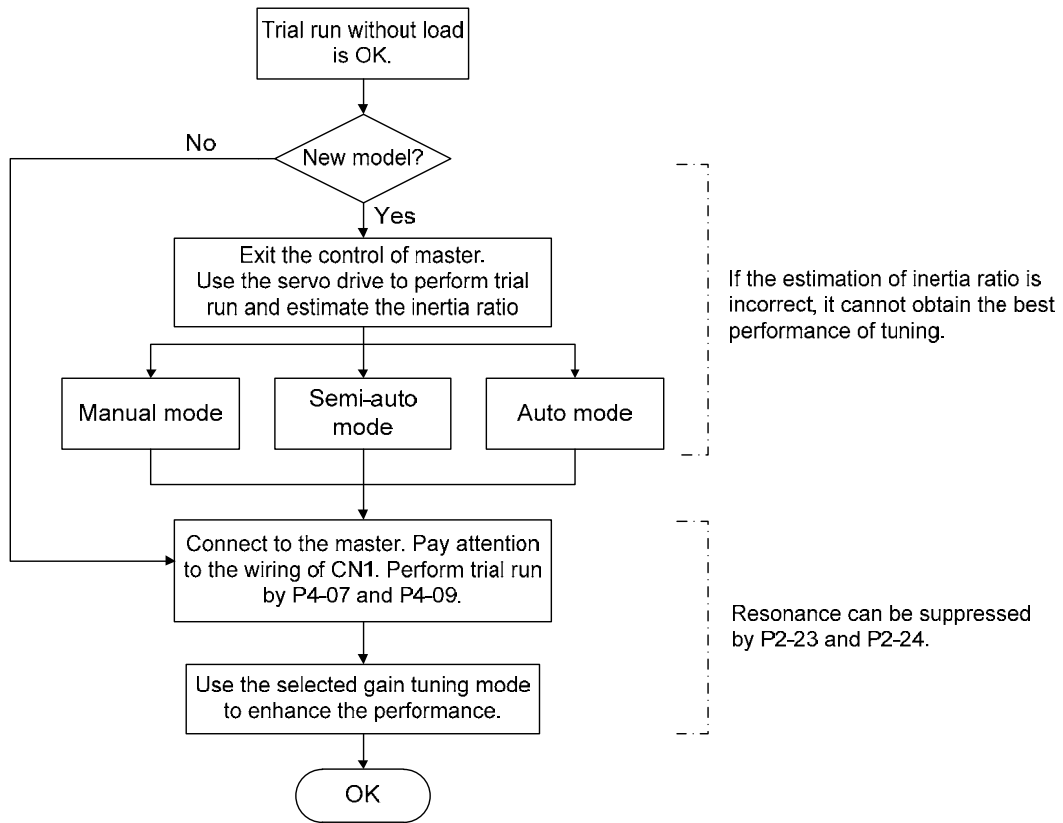 Trial run without load
is OK.
No
New model?
Yes
Exit the control of master.
Use the servo drive to perform trial
run and estimate the inertia ratio
If the estimation of inertia ratio is
incorrect, it cannot obtain the best
performance of tuning.
Manual mode
Semi-auto
mode
Auto mode
Connect to the master. Pay attention
to the wiring of CN1. Perform trial run
by P4-07 and P4-09.
Resonance can be suppressed
by P2-23 and P2-24.
Use the selected gain tuning mode
to enhance the performance.
OK